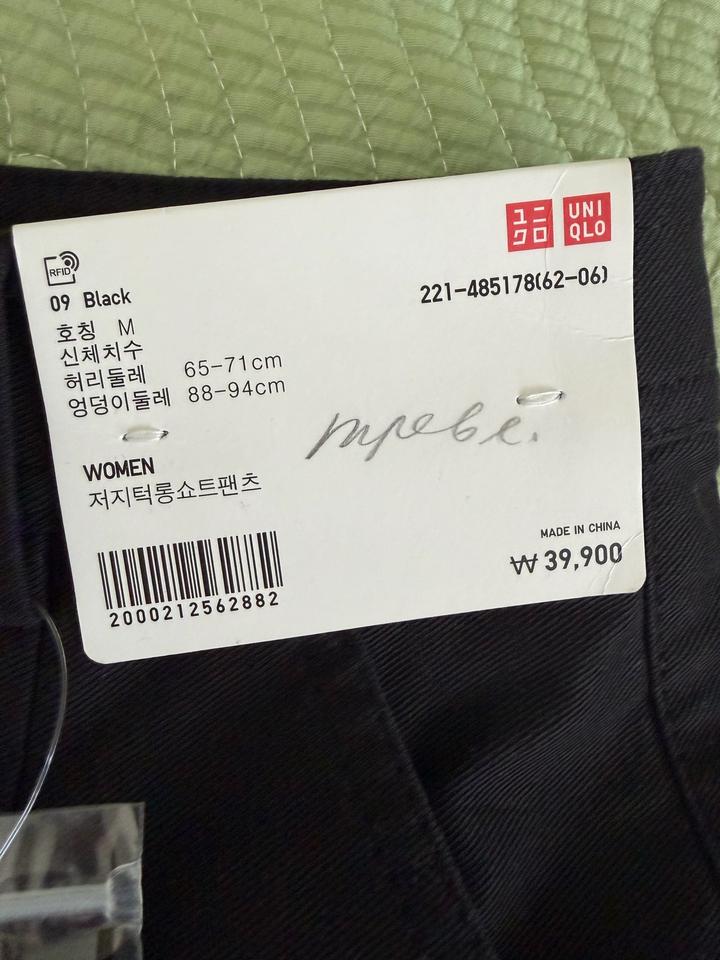 ユニ
クロ
UNI
QLO
RFID
09 Black
221-485178(62-06)
호칭 M
신체치수
허리둘레 65-71cm
엉덩이둘레 88-94cm
WOMEN
저지턱롱쇼트팬츠
MADE IN CHINA
₩ 39,900
2000212562882